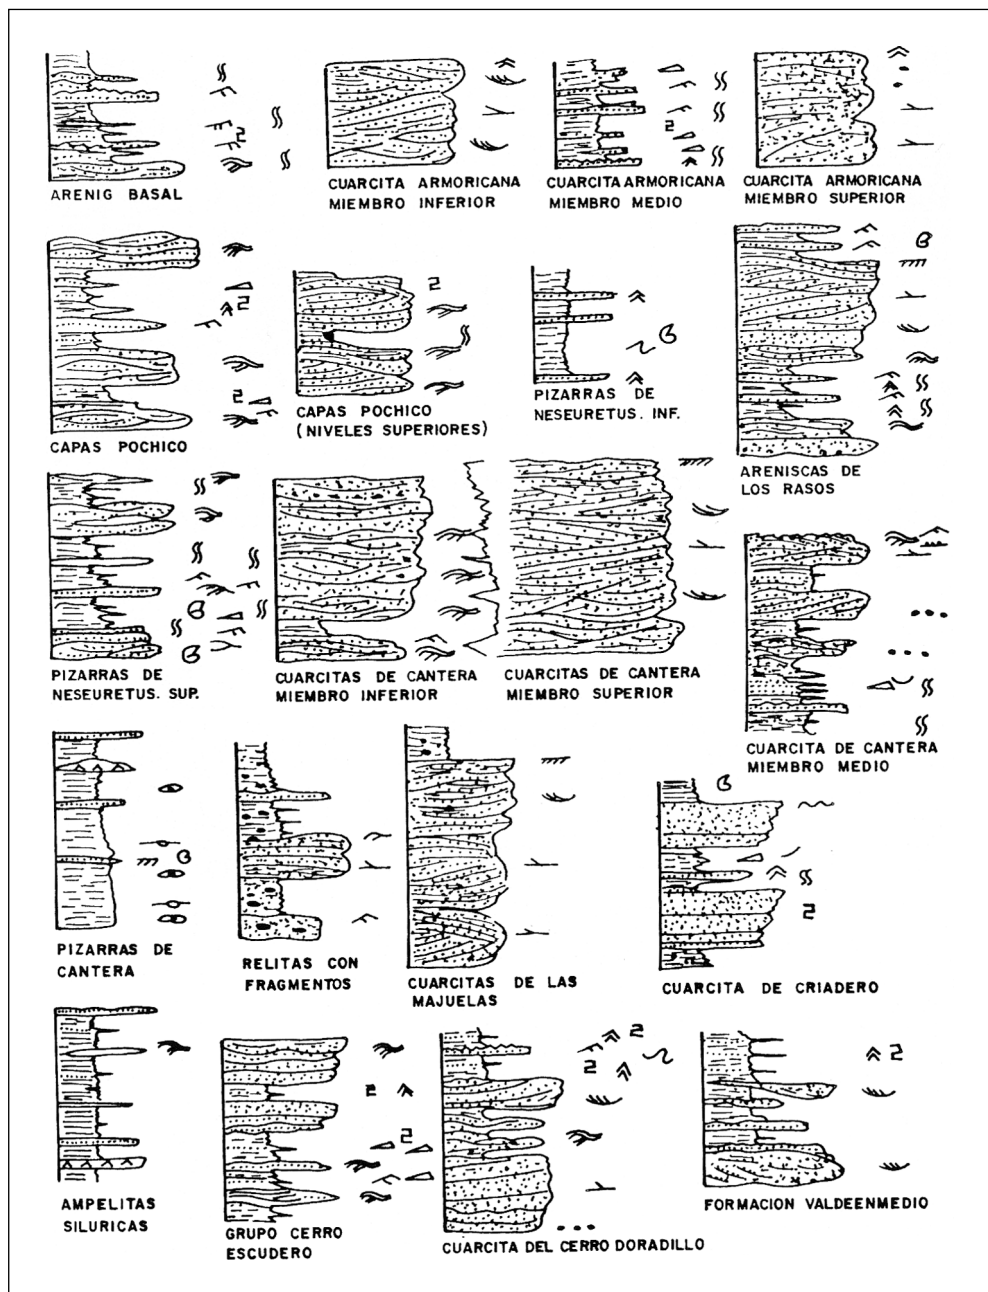 ARENIG BASAL
CUARCITA ARMORICANA
MIEMBRO INFERIOR
CUARCITA ARMORICANA
MIEMBRO MEDIO
CUARCITA ARMORICANA
MIEMBRO SUPERIOR
CAPAS POCHICO
CAPAS POCHICO
(NIVELES SUPERIORES)
PIZARRAS DE
NESEURETUS. INF.
ARENISCAS DE
LOS RASOS
PIZARRAS DE
NESEURETUS. SUP.
CUARCITAS DE CANTERA
MIEMBRO INFERIOR
CUARCITAS DE CANTERA
MIEMBRO SUPERIOR
CUARCITA DE CANTERA
MIEMBRO MEDIO
PIZARRAS DE
CANTERA
RELITAS CON
FRAGMENTOS
CUARCITAS DE LAS
MAJUELAS
CUARCITA DE CRIADERO
AMPELITAS
SILURICAS
GRUPO CERRO
ESCUDERO
CUARCITA DEL CERRO DORADILLO
FORMACION VALDEENMEDIO